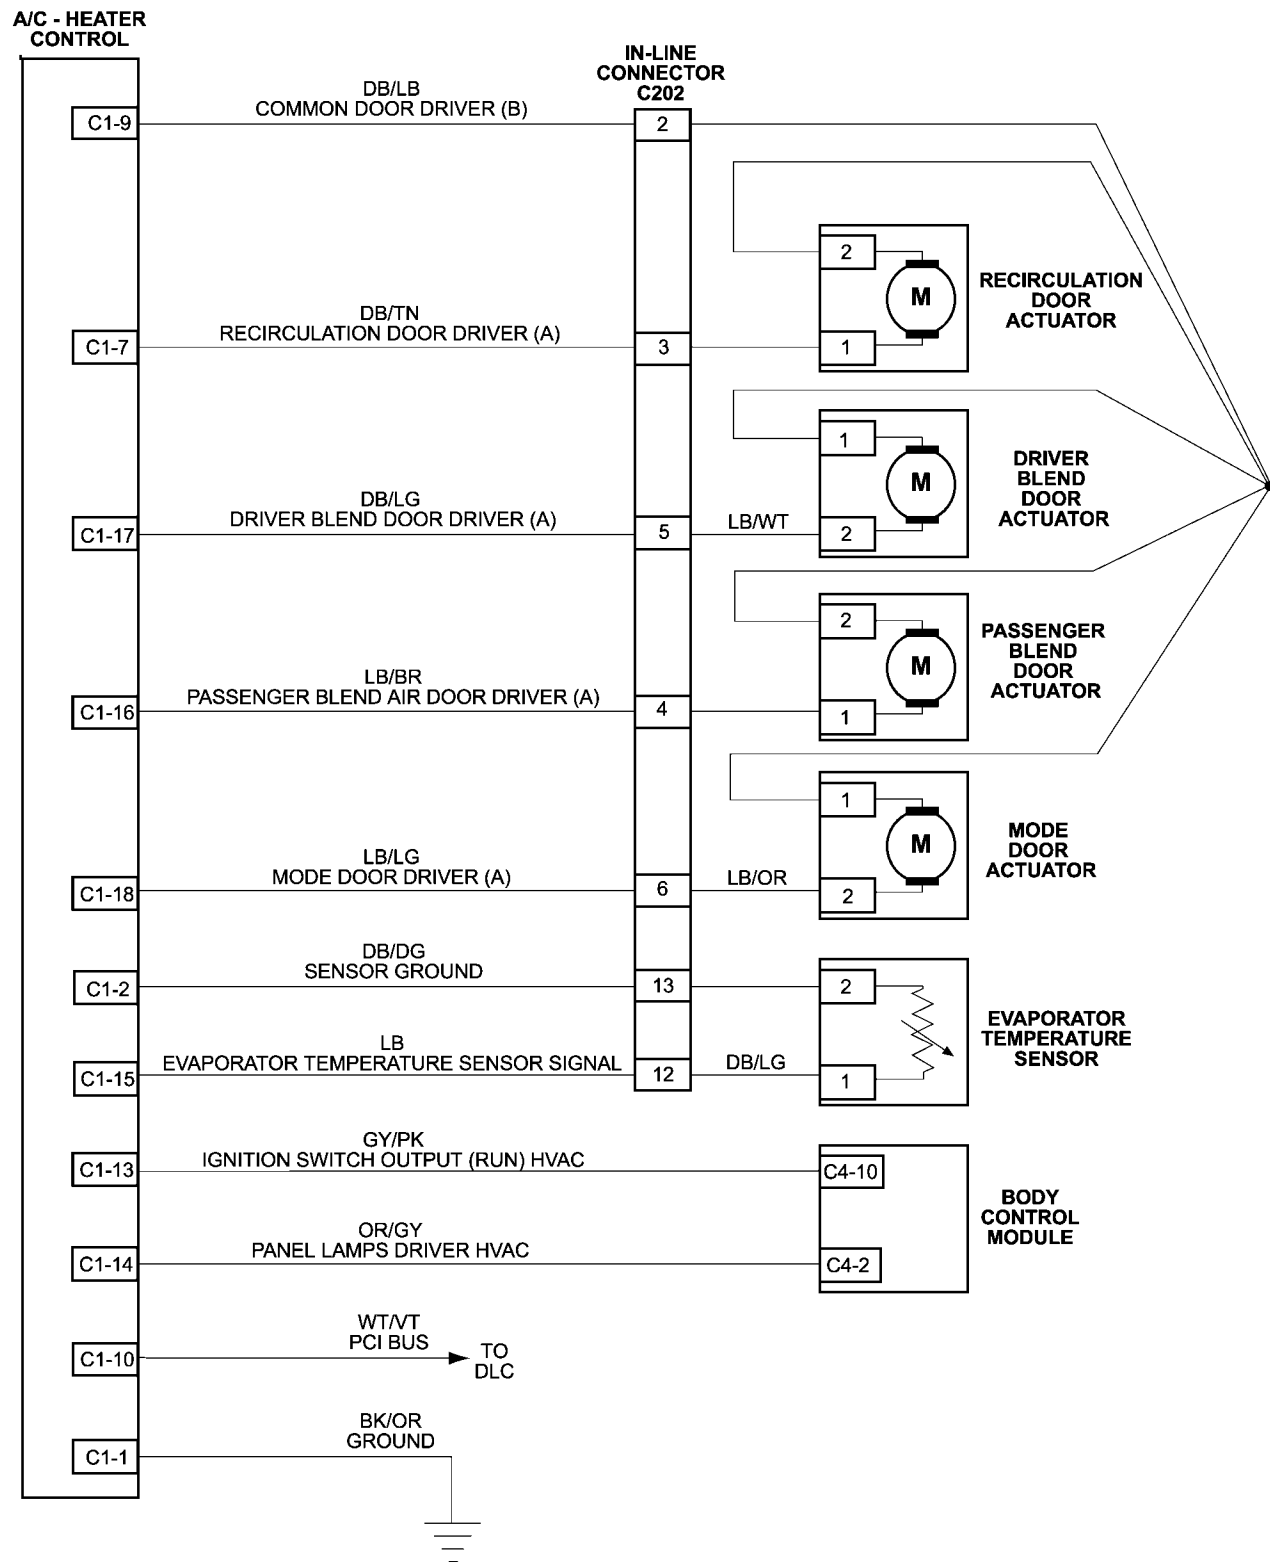 A/C - HEATER
CONTROL
IN-LINE
CONNECTOR
C202
DB/LB
COMMON DOOR DRIVER (B)
C1-9
2
2
RECIRCULATION
DOOR
ACTUATOR
M
DB/TN
RECIRCULATION DOOR DRIVER (A)
C1-7
3
1
1
DRIVER
BLEND
DOOR
ACTUATOR
M
DB/LG
DRIVER BLEND DOOR DRIVER (A)
C1-17
5
LB/WT
2
2
PASSENGER
BLEND
DOOR
ACTUATOR
M
LB/BR
PASSENGER BLEND AIR DOOR DRIVER (A)
C1-16
4
1
1
MODE
DOOR
ACTUATOR
M
LB/LG
MODE DOOR DRIVER (A)
C1-18
6
LB/OR
2
DB/DG
SENSOR GROUND
C1-2
13
2
EVAPORATOR
TEMPERATURE
SENSOR
LB
EVAPORATOR TEMPERATURE SENSOR SIGNAL
C1-15
12
DB/LG
1
GY/PK
IGNITION SWITCH OUTPUT (RUN) HVAC
C1-13
C4-10
BODY
CONTROL
MODULE
OR/GY
PANEL LAMPS DRIVER HVAC
C1-14
C4-2
WT/VT
PCI BUS
C1-10
TO
DLC
BK/OR
GROUND
C1-1